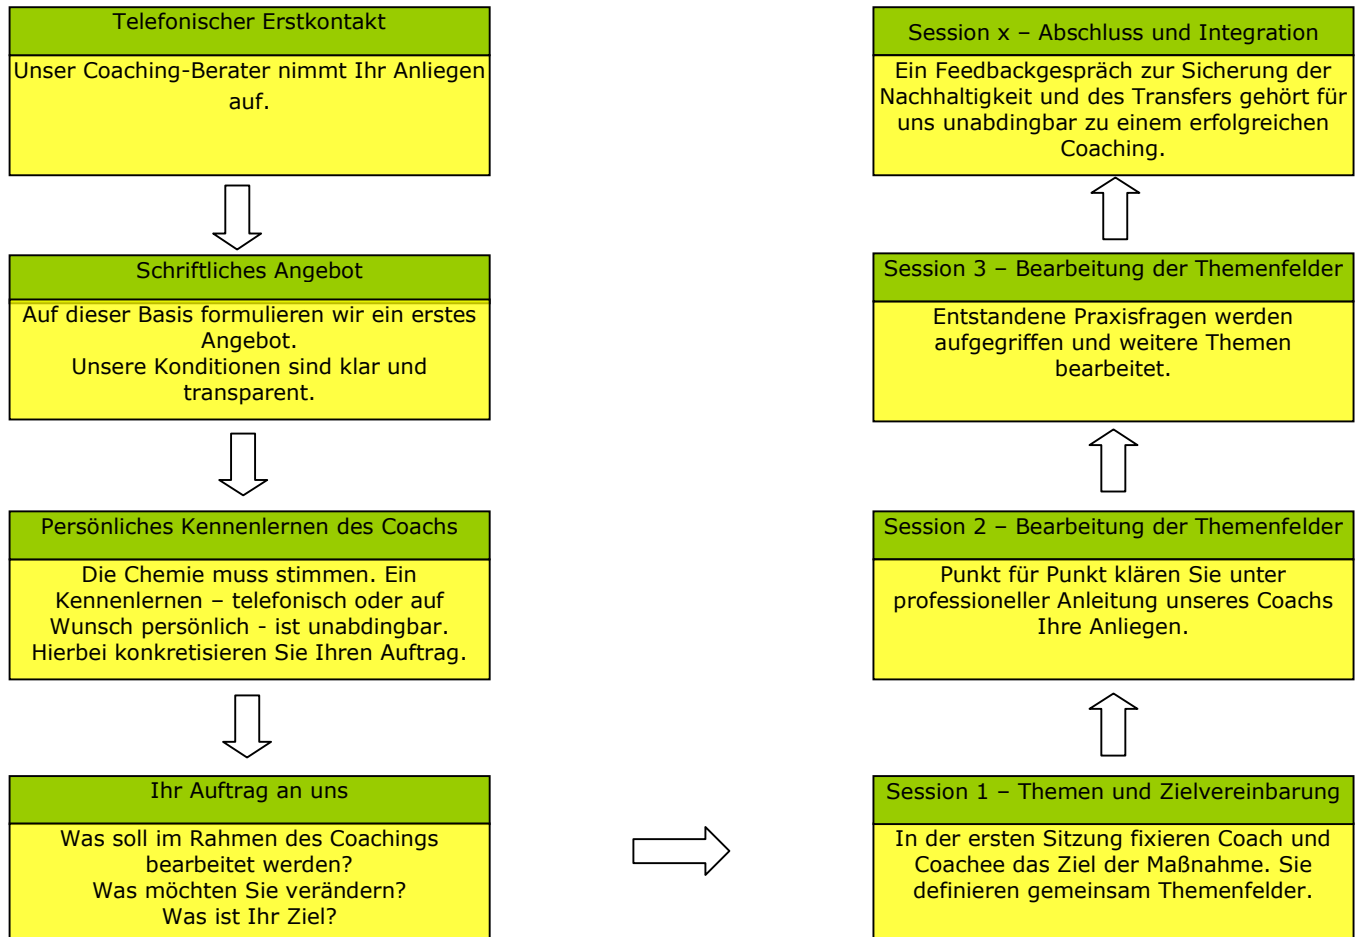 Telefonischer Erstkontakt
Unser Coaching-Berater nimmt Ihr Anliegen
auf.
Schriftliches Angebot
Auf dieser Basis formulieren wir ein erstes
Angebot.
Unsere Konditionen sind klar und
transparent.
Persönliches Kennenlernen des Coachs
Die Chemie muss stimmen. Ein
Kennenlernen – telefonisch oder auf
Wunsch persönlich - ist unabdingbar.
Hierbei konkretisieren Sie Ihren Auftrag.
Ihr Auftrag an uns
Was soll im Rahmen des Coachings
bearbeitet werden?
Was möchten Sie verändern?
Was ist Ihr Ziel?
Session 1 – Themen und Zielvereinbarung
In der ersten Sitzung fixieren Coach und
Coachee das Ziel der Maßnahme. Sie
definieren gemeinsam Themenfelder.
Session 2 – Bearbeitung der Themenfelder
Punkt für Punkt klären Sie unter
professioneller Anleitung unseres Coachs
Ihre Anliegen.
Session 3 – Bearbeitung der Themenfelder
Entstandene Praxisfragen werden
aufgegriffen und weitere Themen
bearbeitet.
Session x – Abschluss und Integration
Ein Feedbackgespräch zur Sicherung der
Nachhaltigkeit und des Transfers gehört für
uns unabdingbar zu einem erfolgreichen
Coaching.